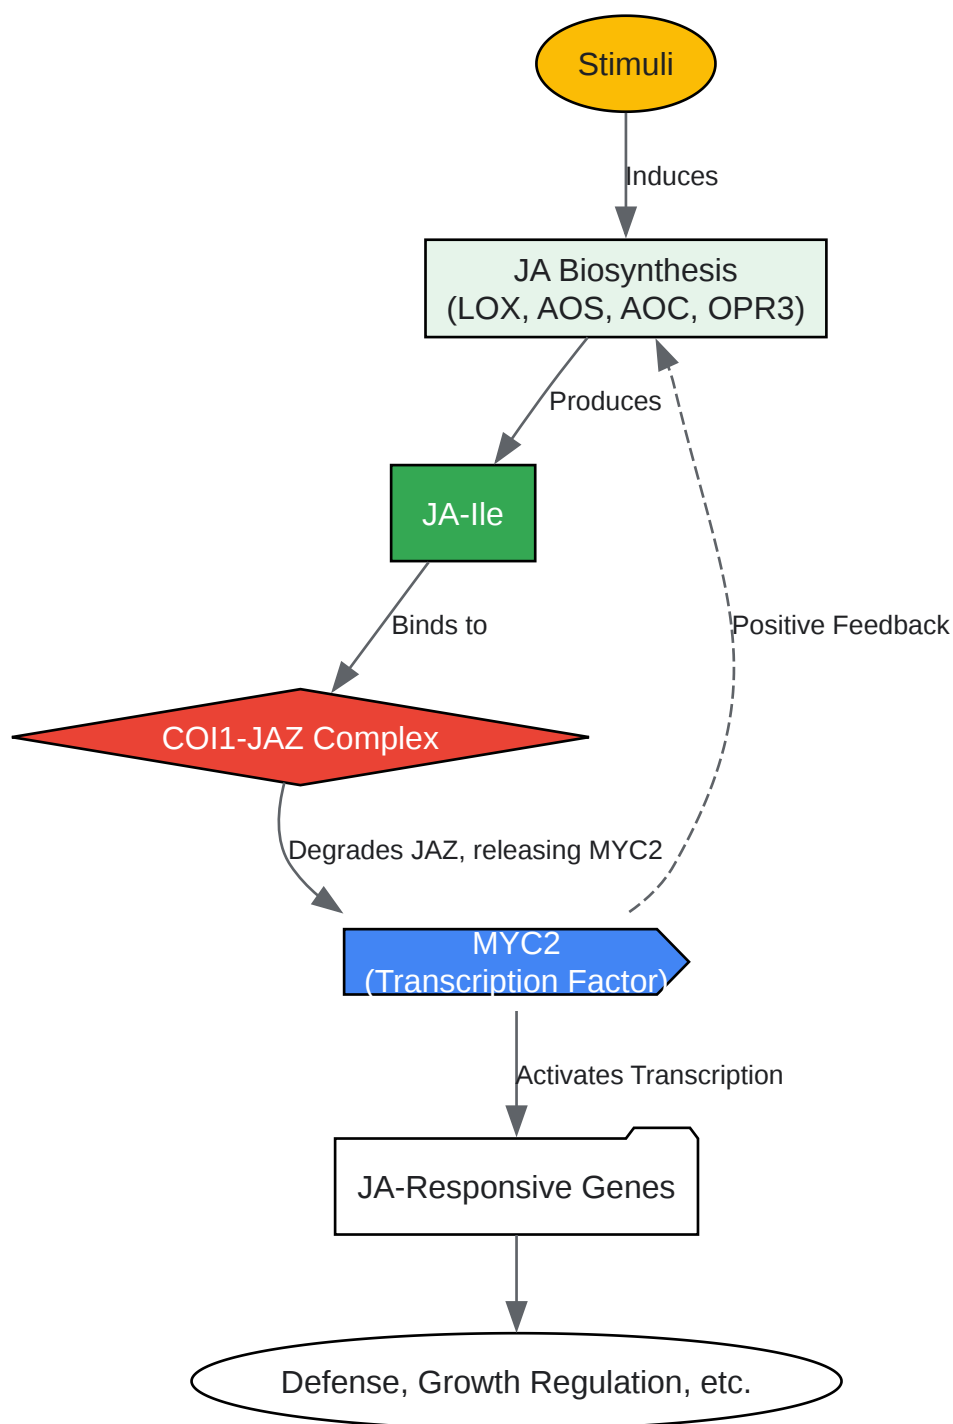 Stimuli
Induces
JA Biosynthesis
(LOX, AOS, AOC, OPR3)
Produces
JA-Ile
Binds to
Positive Feedback
COI1-JAZ Complex
Degrades JAZ, releasing MYC2
MYC2
(Transcription Factor)
Activates Transcription
JA-Responsive Genes
Defense, Growth Regulation, etc.